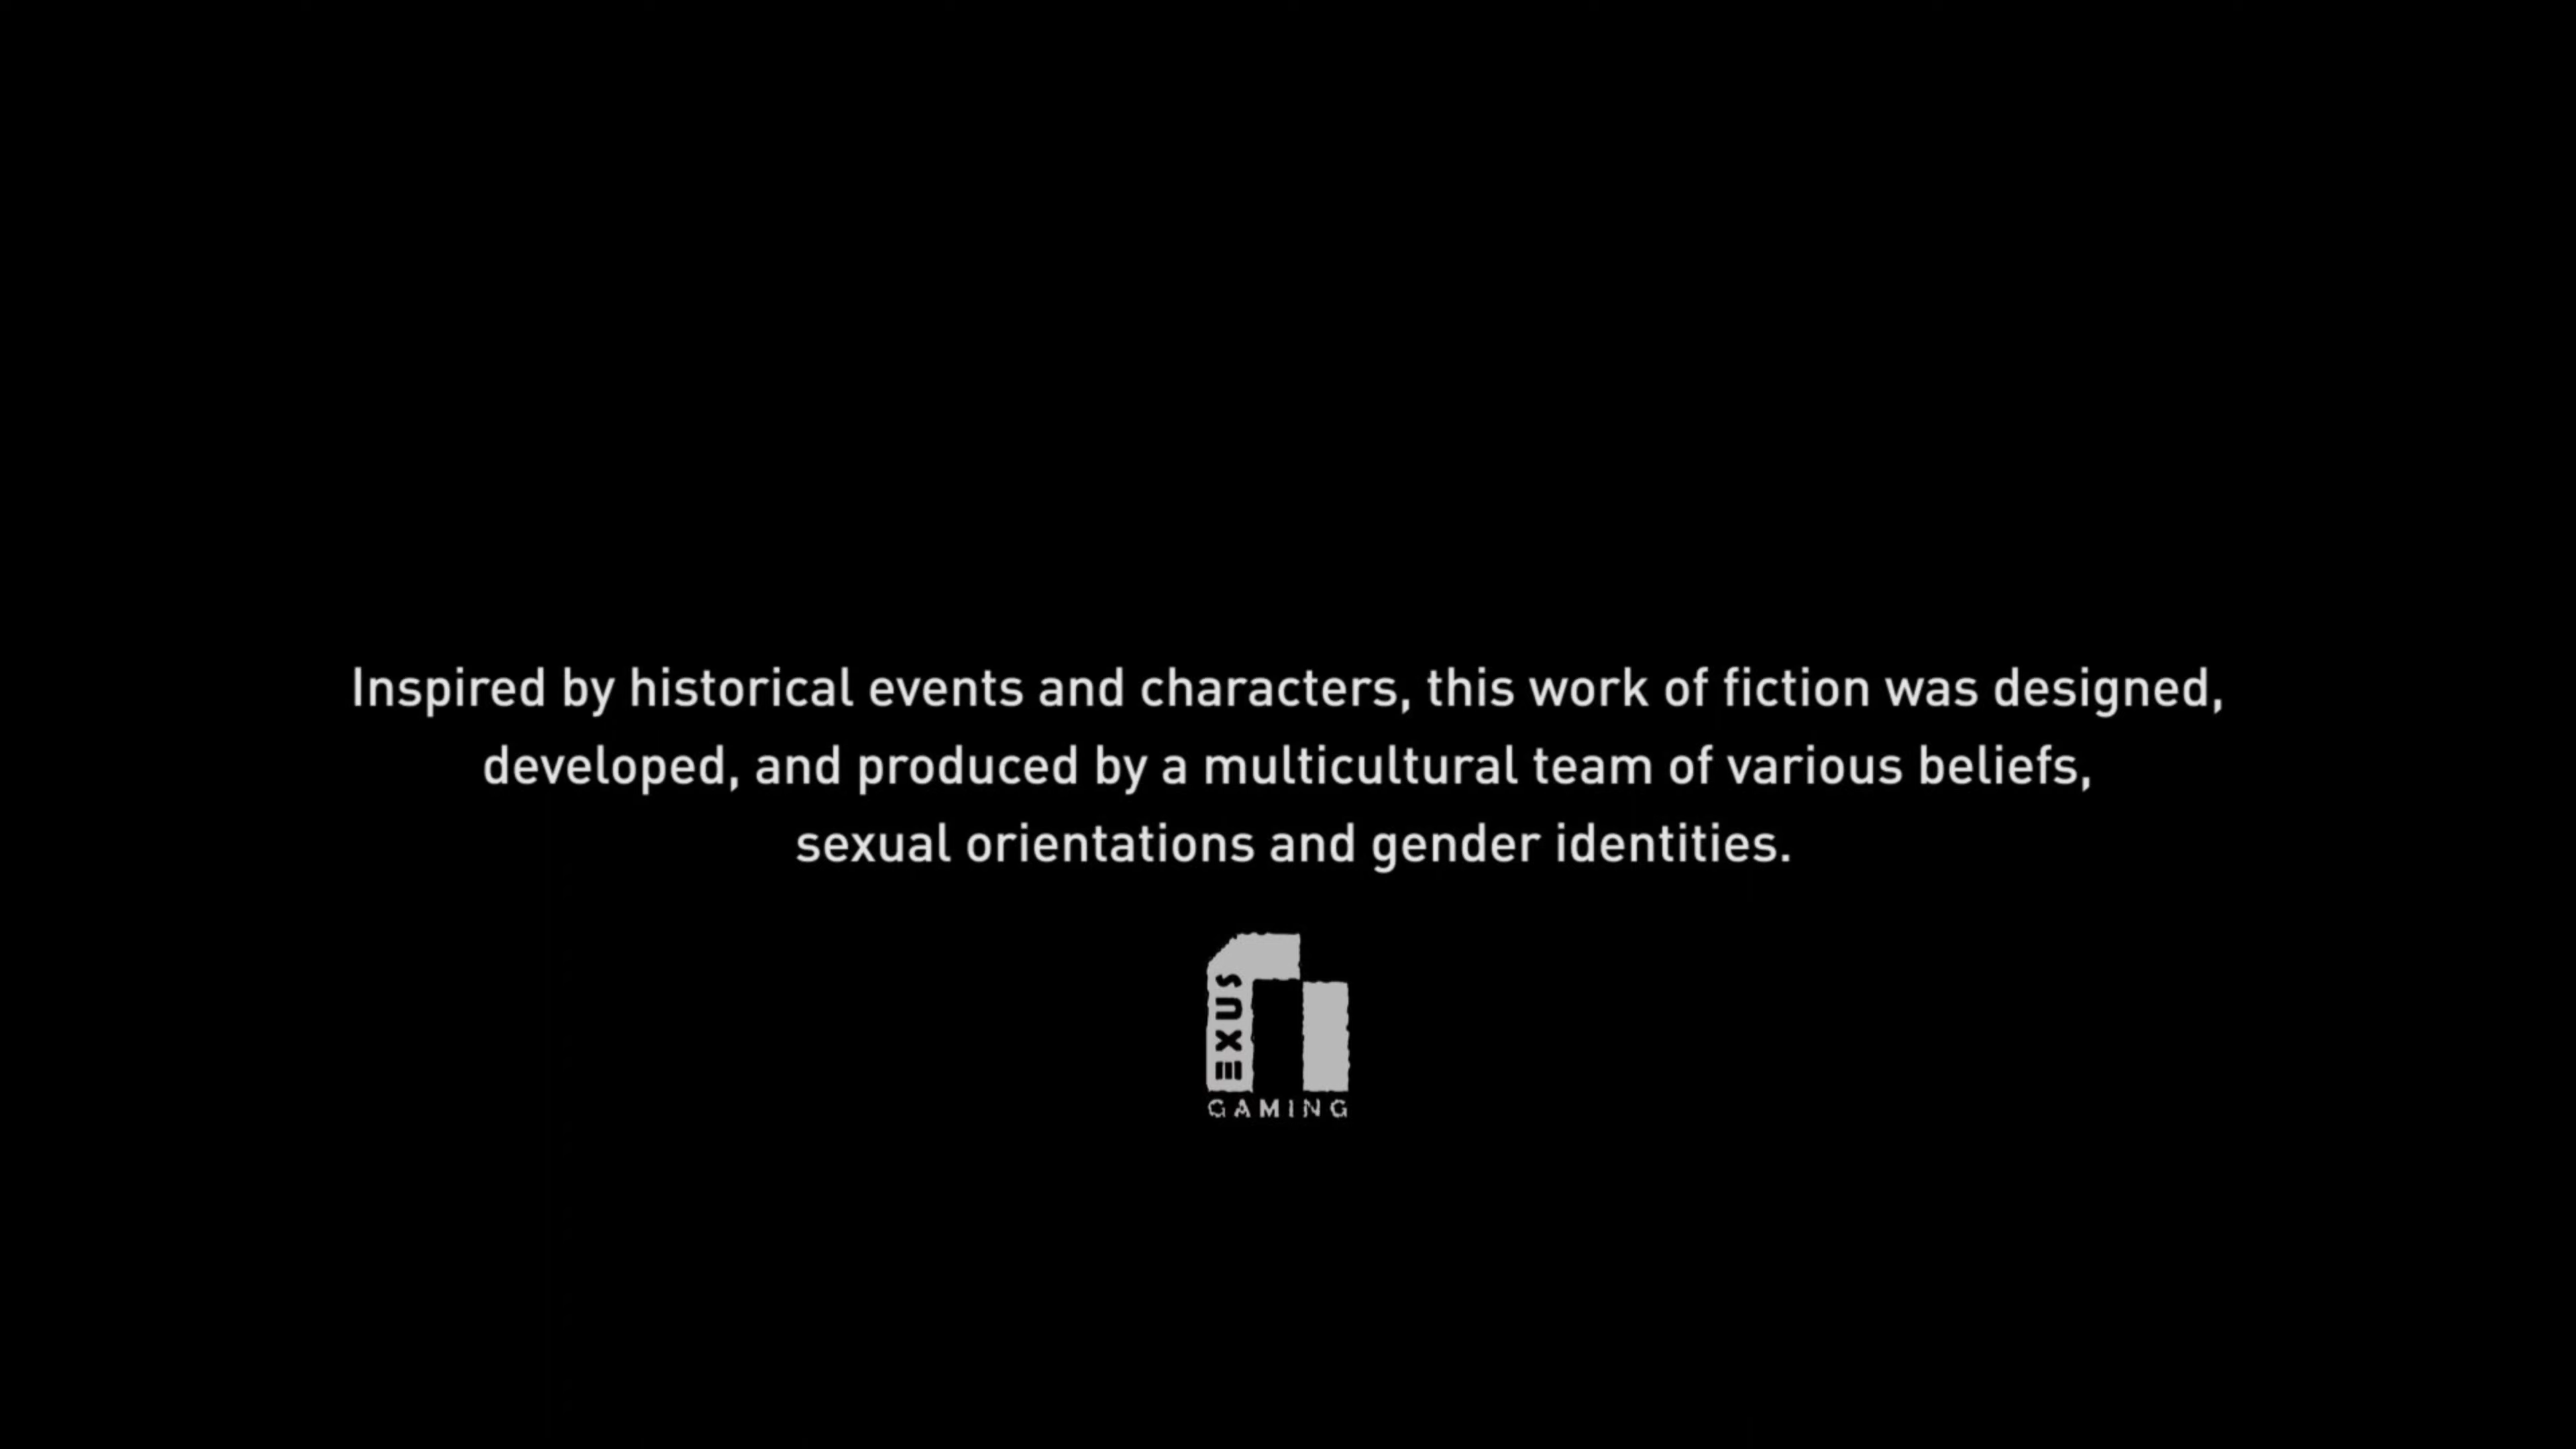 Inspired by historical events and characters, this work of fiction was designed,
developed, and produced by a multicultural team of various beliefs,
sexual orientations and gender identities.
EXUS
GAMING